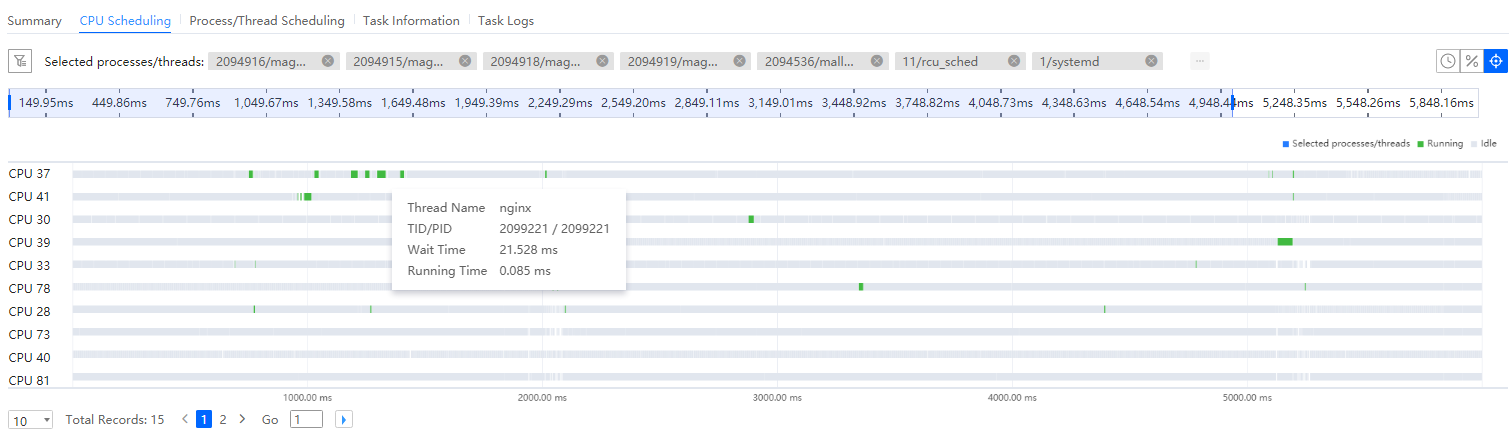 Summary CPU Scheduling Process/Thread Scheduling Task Information Task Logs
Selected processes/threads: 2094916/mag... 2094915/mag... 2094918/mag... 2094919/mag... 2094536/mall... 11/rcu_sched 1/systemd ...
149.95ms 449.86ms 749.76ms 1,049.67ms 1,349.58ms 1,649.48ms 1,949.39ms 2,249.29ms 2,549.20ms 2,849.11ms 3,149.01ms 3,448.92ms 3,748.82ms 4,048.73ms 4,348.63ms 4,648.54ms 4,948.44ms 5,248.35ms 5,548.26ms 5,848.16ms
Selected processes/threads Running Idle
CPU 37
CPU 41
Thread Name nginx
CPU 30
TID/PID 2099221 / 2099221
CPU 39
Wait Time 21.528 ms
CPU 33
Running Time 0.085 ms
CPU 78
CPU 28
CPU 73
CPU 40
CPU 81
1000.00 ms 2000.00 ms 3000.00 ms 4000.00 ms 5000.00 ms
10 Total Records: 15 1 2 Go 1